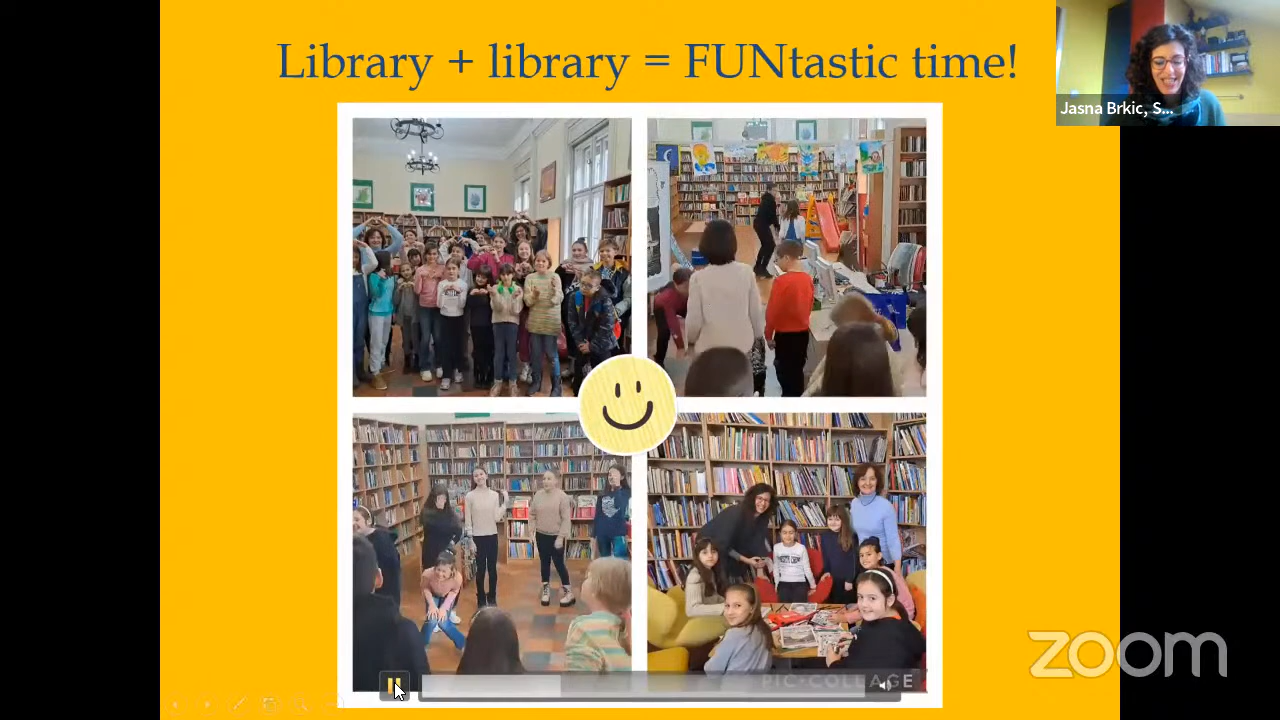 Library + library = FUNtastic time!
Jasna Brkic, S...
PIC•COLLAGE
zoom